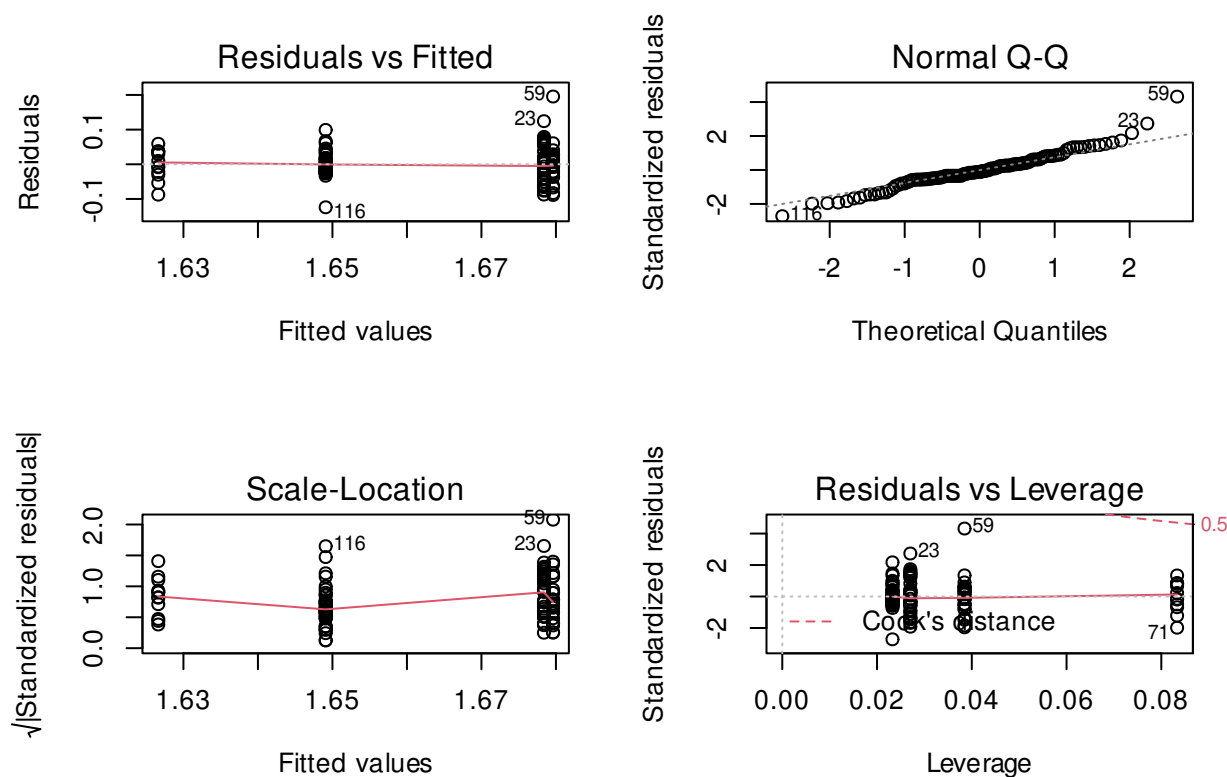 Residuals vs Fitted
Residuals
0.1
-0.1
59
23
116
1.63 1.65 1.67
Fitted values
Normal Q-Q
Standardized residuals
2
-2
59
23
116
-2 -1 0 1 2
Theoretical Quantiles
Scale-Location
√|Standardized residuals|
2.0
1.0
0.0
59
116
23
1.63 1.65 1.67
Fitted values
Residuals vs Leverage
Standardized residuals
2
-2
59
0.5
23
Cook's distance
71
0.00 0.02 0.04 0.06 0.08
Leverage